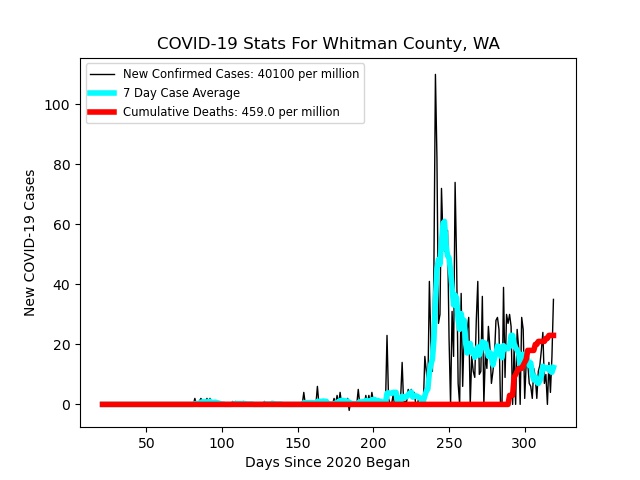 COVID-19 Stats For Whitman County, WA
New Confirmed Cases: 40100 per million
7 Day Case Average
Cumulative Deaths: 459.0 per million
New COVID-19 Cases
100
80
60
40
20
0
50 100 150 200 250 300
Days Since 2020 Began